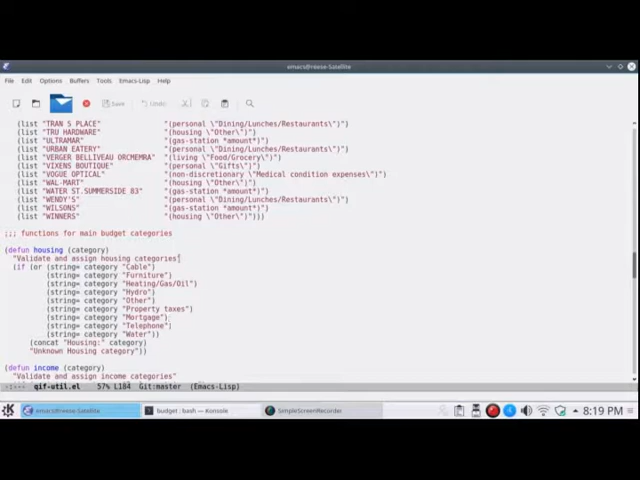 emacs@reese-Satellite
File Edit Options Buffers Tools Emacs-Lisp Help
Save Undo
(list "TRAN S PLACE" "(personal \"Dining/Lunches/Restaurants\")")
(list "TRU HARDWARE" "(housing \"Other\")")
(list "ULTRAMAR" "(gas-station *amount*)")
(list "URBAN EATERY" "(personal \"Dining/Lunches/Restaurants\")")
(list "VERGER BELLIVEAU ORCMEMRA" "(living \"Food/Grocery\")")
(list "VIXENS BOUTIQUE" "(personal \"Gifts\")")
(list "VOGUE OPTICAL" "(non-discretionary \"Medical condition expenses\")")
(list "WAL-MART" "(housing \"Other\")")
(list "WATER ST.SUMMERSIDE 83" "(gas-station *amount*)")
(list "WENDY'S" "(personal \"Dining/Lunches/Restaurants\")")
(list "WILSONS" "(gas-station *amount*)")
(list "WINNERS" "(housing \"Other\")")))
;;; functions for main budget categories
(defun housing (category)
"Validate and assign housing categories"
(if (or (string= category "Cable")
(string= category "Furniture")
(string= category "Heating/Gas/Oil")
(string= category "Hydro")
(string= category "Other")
(string= category "Property taxes")
(string= category "Mortgage")
(string= category "Telephone")
(string= category "Water"))
(concat "Housing:" category)
"Unknown Housing category"))
(defun income (category)
"Validate and assign income categories"
-:--- qif-util.el 57% L184 Git:master (Emacs-Lisp)
emacs@reese-Satellite budget : bash — Konsole SimpleScreenRecorder 8:19 PM